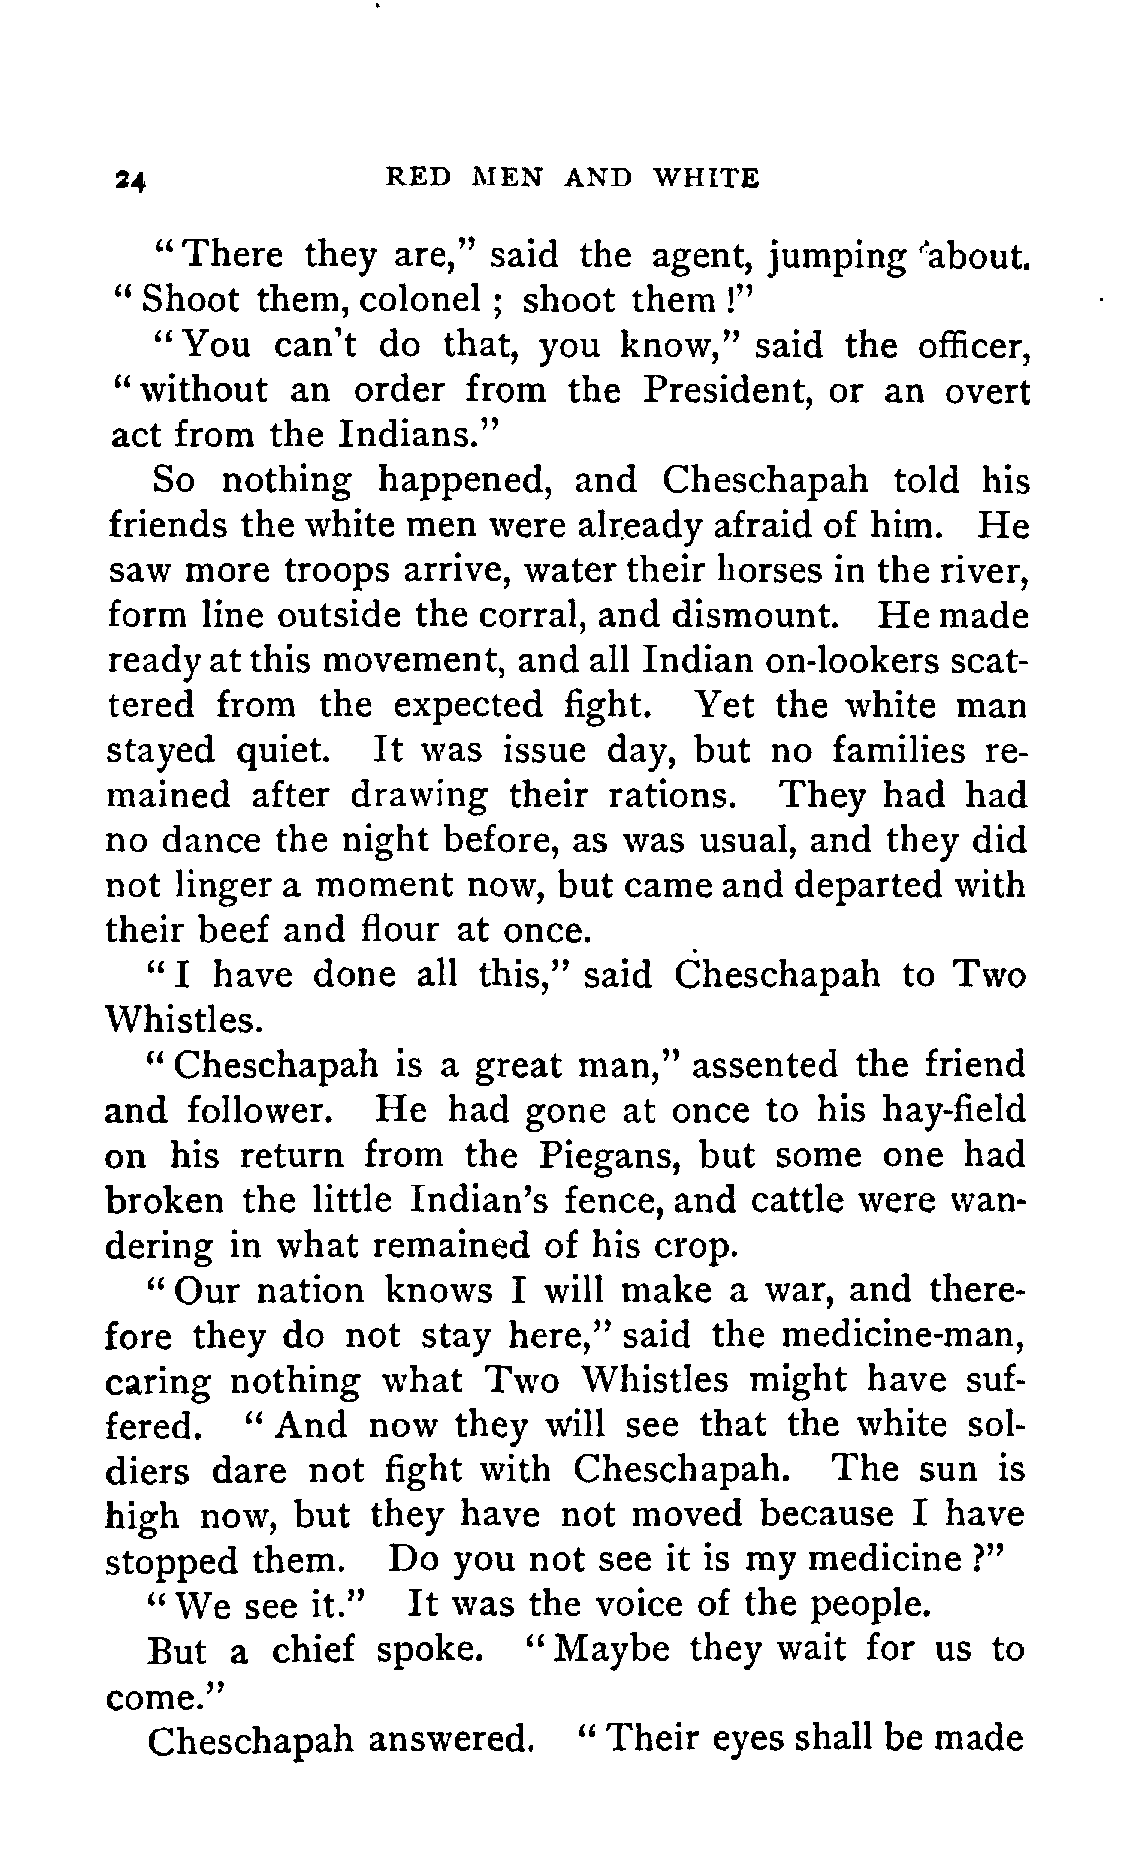 24 RED MEN AND WHITE
"There they are," said the agent, jumping about.
"Shoot them, colonel; shoot them!"
"You can't do that, you know," said the officer,
"without an order from the President, or an overt
act from the Indians."
So nothing happened, and Cheschapah told his
friends the white men were already afraid of him. He
saw more troops arrive, water their horses in the river,
form line outside the corral, and dismount. He made
ready at this movement, and all Indian on-lookers scat-
tered from the expected fight. Yet the white man
stayed quiet. It was issue day, but no families re-
mained after drawing their rations. They had had
no dance the night before, as was usual, and they did
not linger a moment now, but came and departed with
their beef and flour at once.
"I have done all this," said Cheschapah to Two
Whistles.
"Cheschapah is a great man," assented the friend
and follower. He had gone at once to his hay-field
on his return from the Piegans, but some one had
broken the little Indian's fence, and cattle were wan-
dering in what remained of his crop.
"Our nation knows I will make a war, and there-
fore they do not stay here," said the medicine-man,
caring nothing what Two Whistles might have suf-
fered. "And now they will see that the white sol-
diers dare not fight with Cheschapah. The sun is
high now, but they have not moved because I have
stopped them. Do you not see it is my medicine?"
"We see it." It was the voice of the people.
But a chief spoke. "Maybe they wait for us to
come."
Cheschapah answered. "Their eyes shall be made